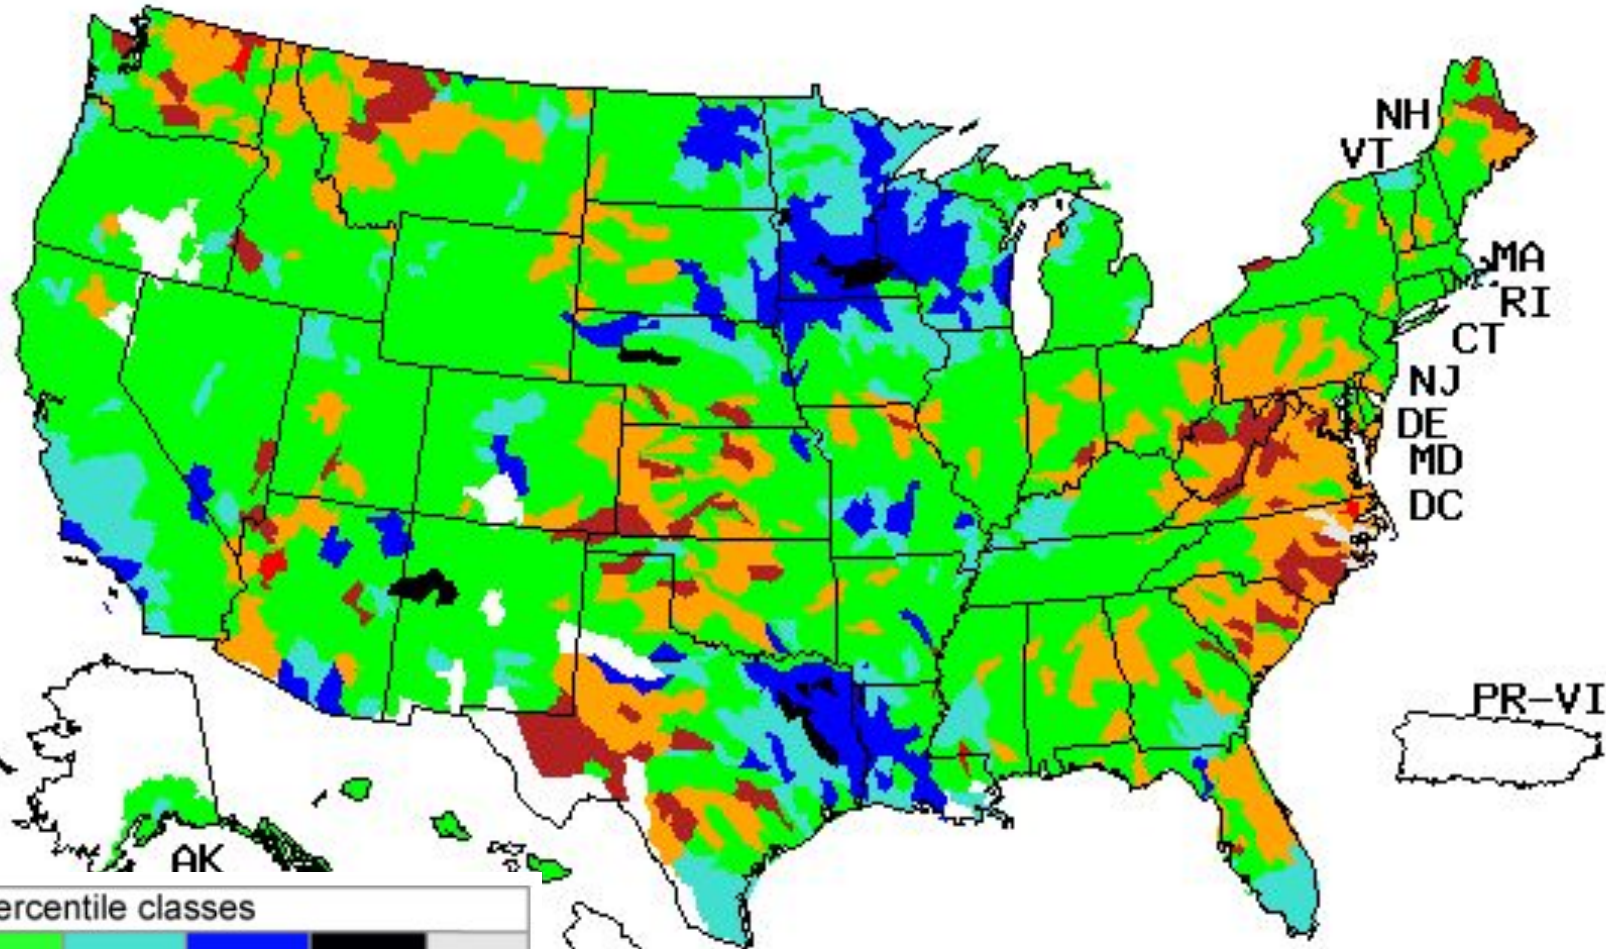 NH
VT
MA
RI
CT
NJ
DE
MD
DC
PR-VI
AK
ercentile classes